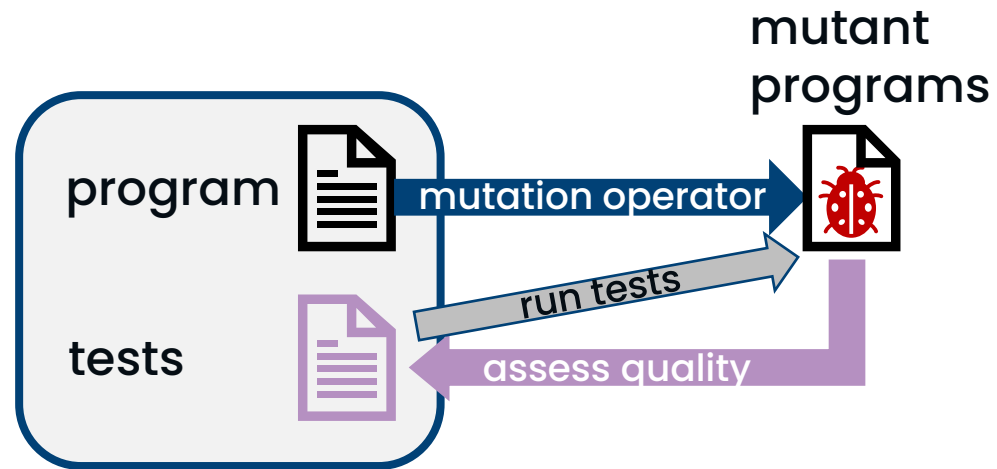 mutant
programs
program
mutation operator
run tests
tests
assess quality